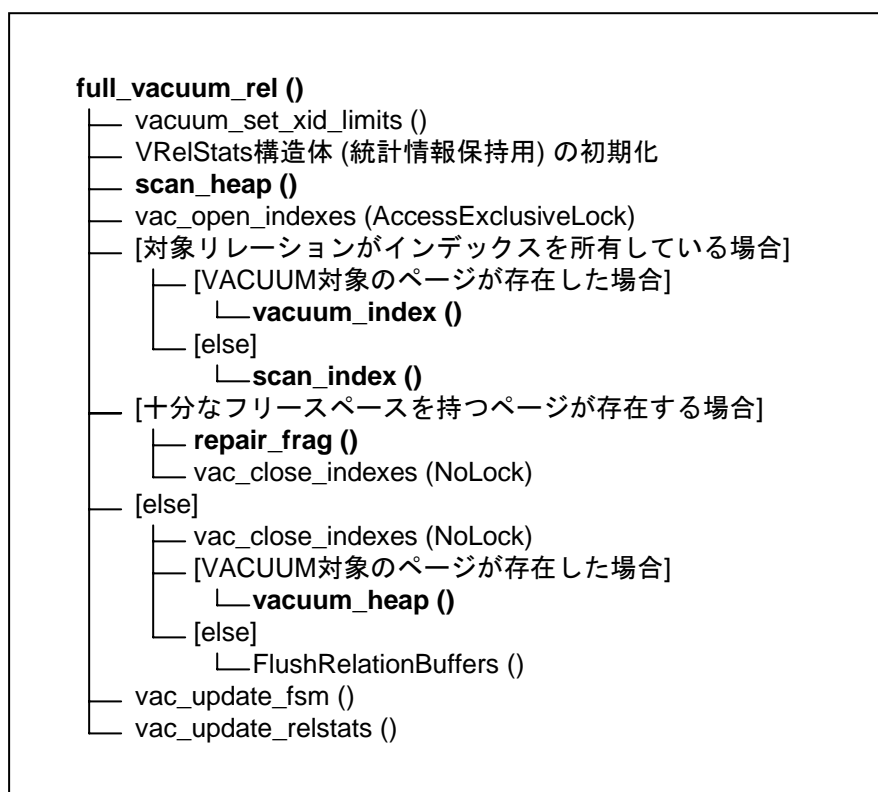 full_vacuum_rel ()
vacuum_set_xid_limits ()
VRelStats構造体 (統計情報保持用) の初期化
scan_heap ()
vac_open_indexes (AccessExclusiveLock)
[対象リレーションがインデックスを所有している場合]
[VACUUM対象のページが存在した場合]
vacuum_index ()
[else]
scan_index ()
[十分なフリースペースを持つページが存在する場合]
repair_frag ()
vac_close_indexes (NoLock)
[else]
vac_close_indexes (NoLock)
[VACUUM対象のページが存在した場合]
vacuum_heap ()
[else]
FlushRelationBuffers ()
vac_update_fsm ()
vac_update_relstats ()